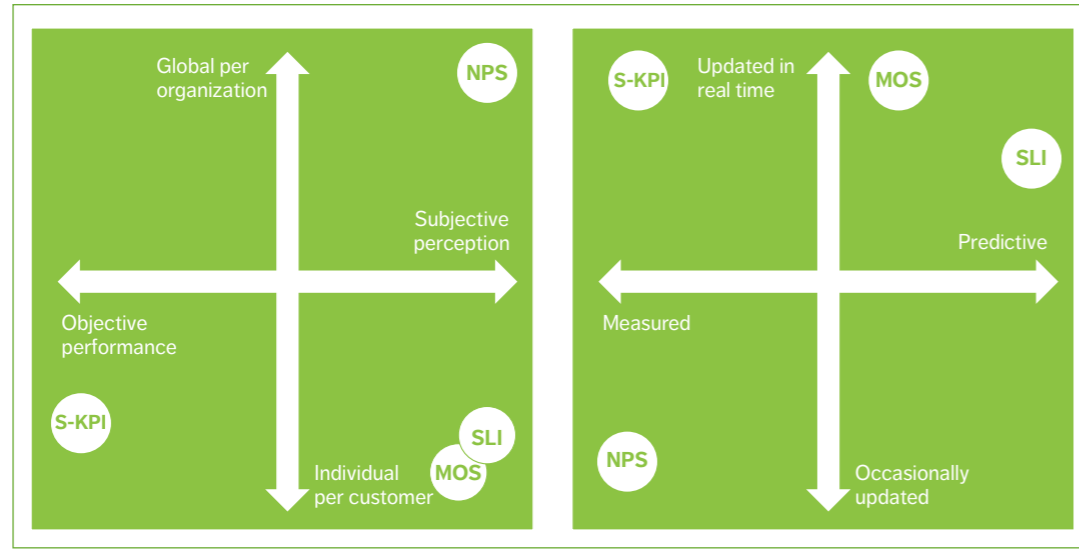 Global per
organization
NPS
Subjective
perception
Objective
performance
S-KPI
SLI
MOS
Individual
per customer
S-KPI
Updated in
real time
MOS
SLI
Predictive
Measured
NPS
Occasionally
updated